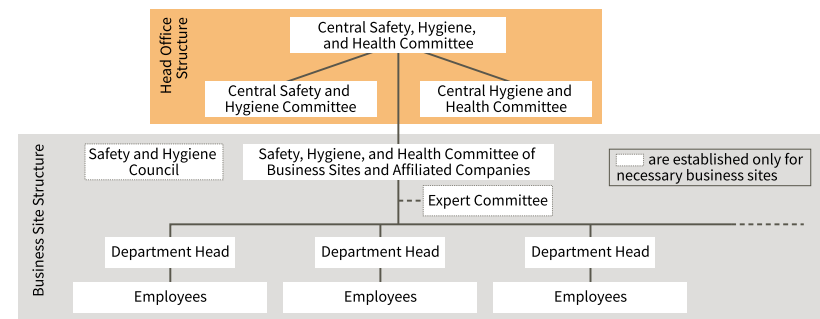 Head Office
Structure
Central Safety, Hygiene,
and Health Committee
Central Safety and
Hygiene Committee
Central Hygiene and
Health Committee
Business Site Structure
Safety and Hygiene
Council
Safety, Hygiene, and Health Committee of
Business Sites and Affiliated Companies
are established only for
necessary business sites
Expert Committee
Department Head
Department Head
Department Head
Employees
Employees
Employees